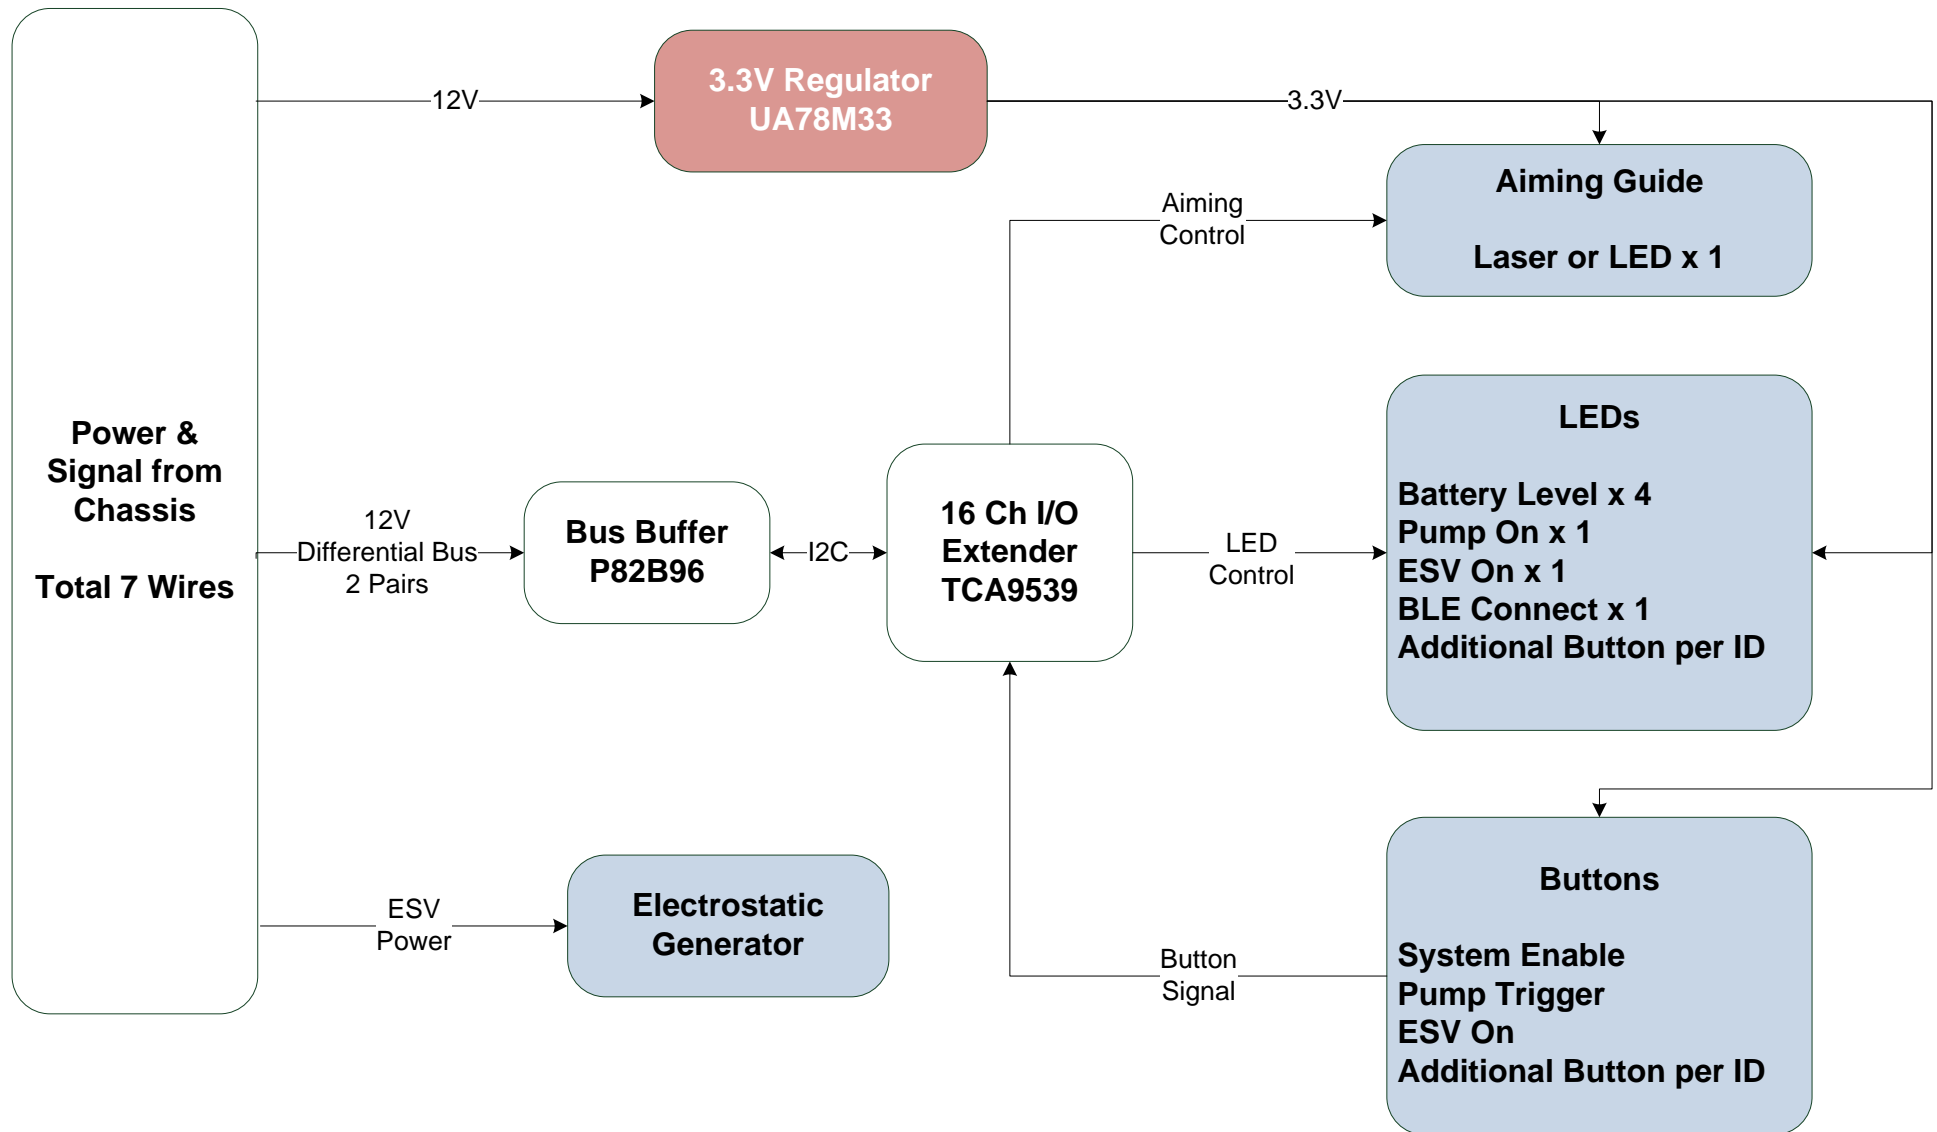 Power &
Signal from
Chassis
Total 7 Wires
12V
3.3V Regulator
UA78M33
3.3V
Aiming
Control
Aiming Guide
Laser or LED x 1
12V
Differential Bus
2 Pairs
Bus Buffer
P82B96
I2C
16 Ch I/O
Extender
TCA9539
LED
Control
LEDs
Battery Level x 4
Pump On x 1
ESV On x 1
BLE Connect x 1
Additional Button per ID
ESV
Power
Electrostatic
Generator
Button
Signal
Buttons
System Enable
Pump Trigger
ESV On
Additional Button per ID